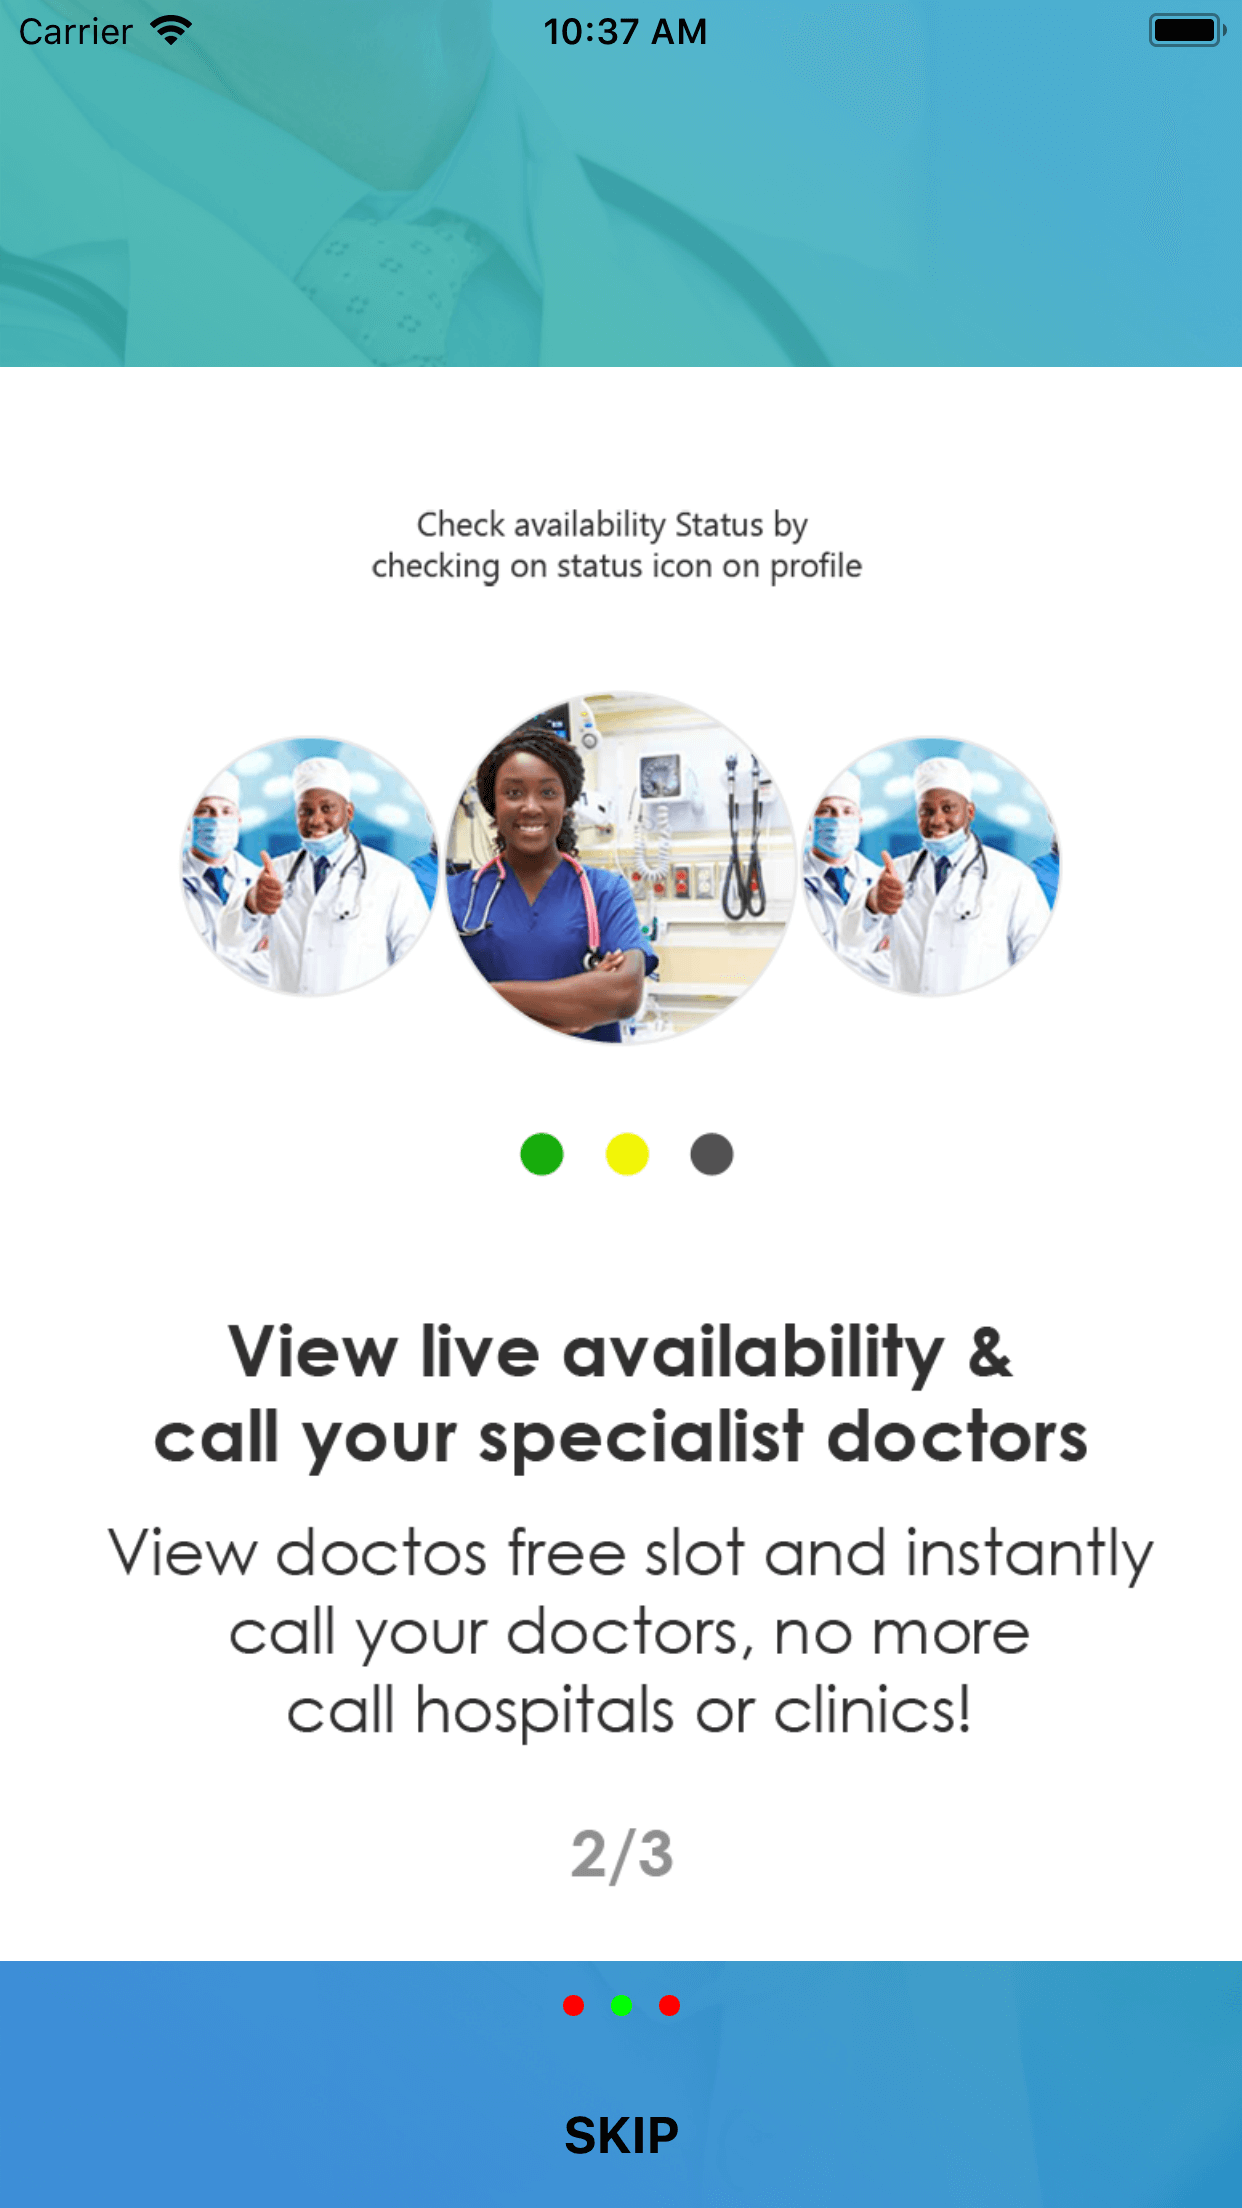 Carrier 10:37 AM
Check availability Status by
checking on status icon on profile
View live availability &
call your specialist doctors
View doctos free slot and instantly
call your doctors, no more
call hospitals or clinics!
2/3
SKIP